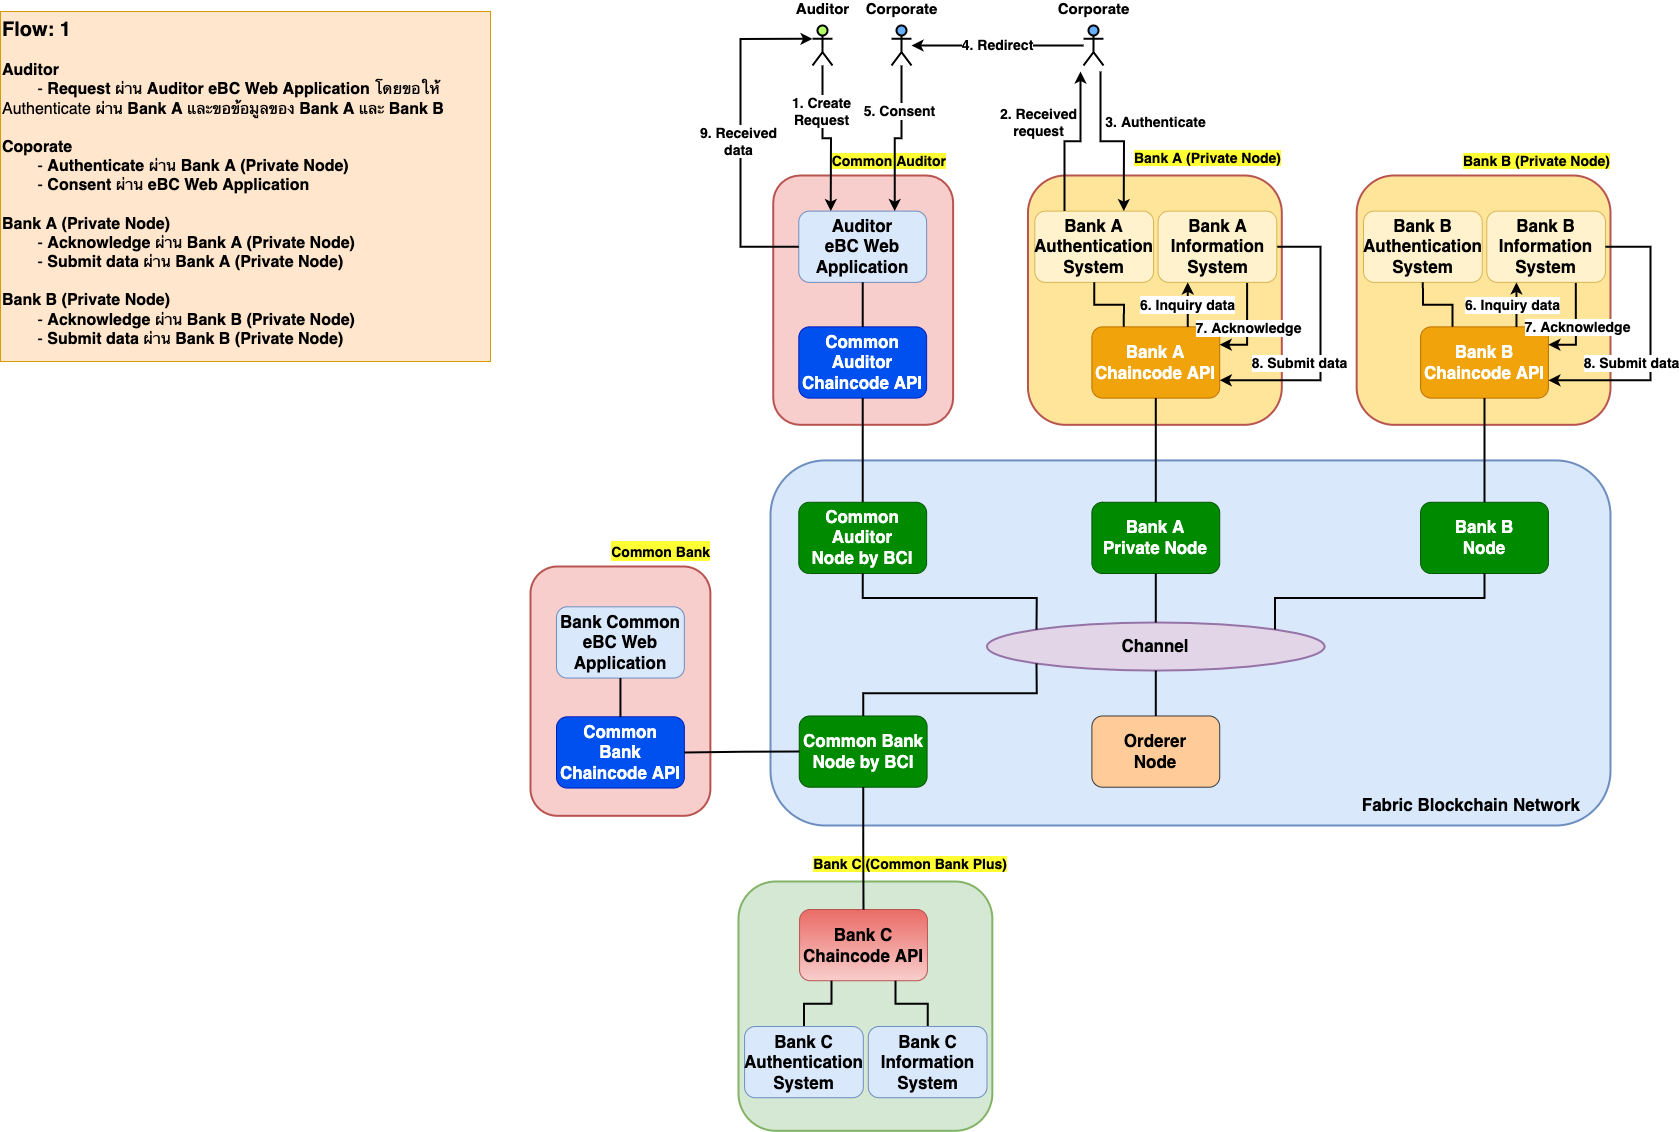 Flow: 1
Auditor
- Request ผ่าน Auditor eBC Web Application โดยขอให้
Authenticate ผ่าน Bank A และขอข้อมูลของ Bank A และ Bank B
Coporate
- Authenticate ผ่าน Bank A (Private Node)
- Consent ผ่าน eBC Web Application
Bank A (Private Node)
- Acknowledge ผ่าน Bank A (Private Node)
- Submit data ผ่าน Bank A (Private Node)
Bank B (Private Node)
- Acknowledge ผ่าน Bank B (Private Node)
- Submit data ผ่าน Bank B (Private Node)
Auditor
Corporate
Corporate
4. Redirect
1. Create
Request
5. Consent
2. Received
request
3. Authenticate
9. Received
data
Common Auditor
Bank A (Private Node)
Bank B (Private Node)
Auditor
eBC Web
Application
Bank A
Authentication
System
Bank A
Information
System
Bank B
Authentication
System
Bank B
Information
System
6. Inquiry data
7. Acknowledge
8. Submit data
6. Inquiry data
7. Acknowledge
8. Submit data
Common
Auditor
Chaincode API
Bank A
Chaincode API
Bank B
Chaincode API
Common
Auditor
Node by BCI
Bank A
Private Node
Bank B
Node
Common Bank
Bank Common
eBC Web
Application
Channel
Common
Bank
Chaincode API
Common Bank
Node by BCI
Orderer
Node
Fabric Blockchain Network
Bank C (Common Bank Plus)
Bank C
Chaincode API
Bank C
Authentication
System
Bank C
Information
System